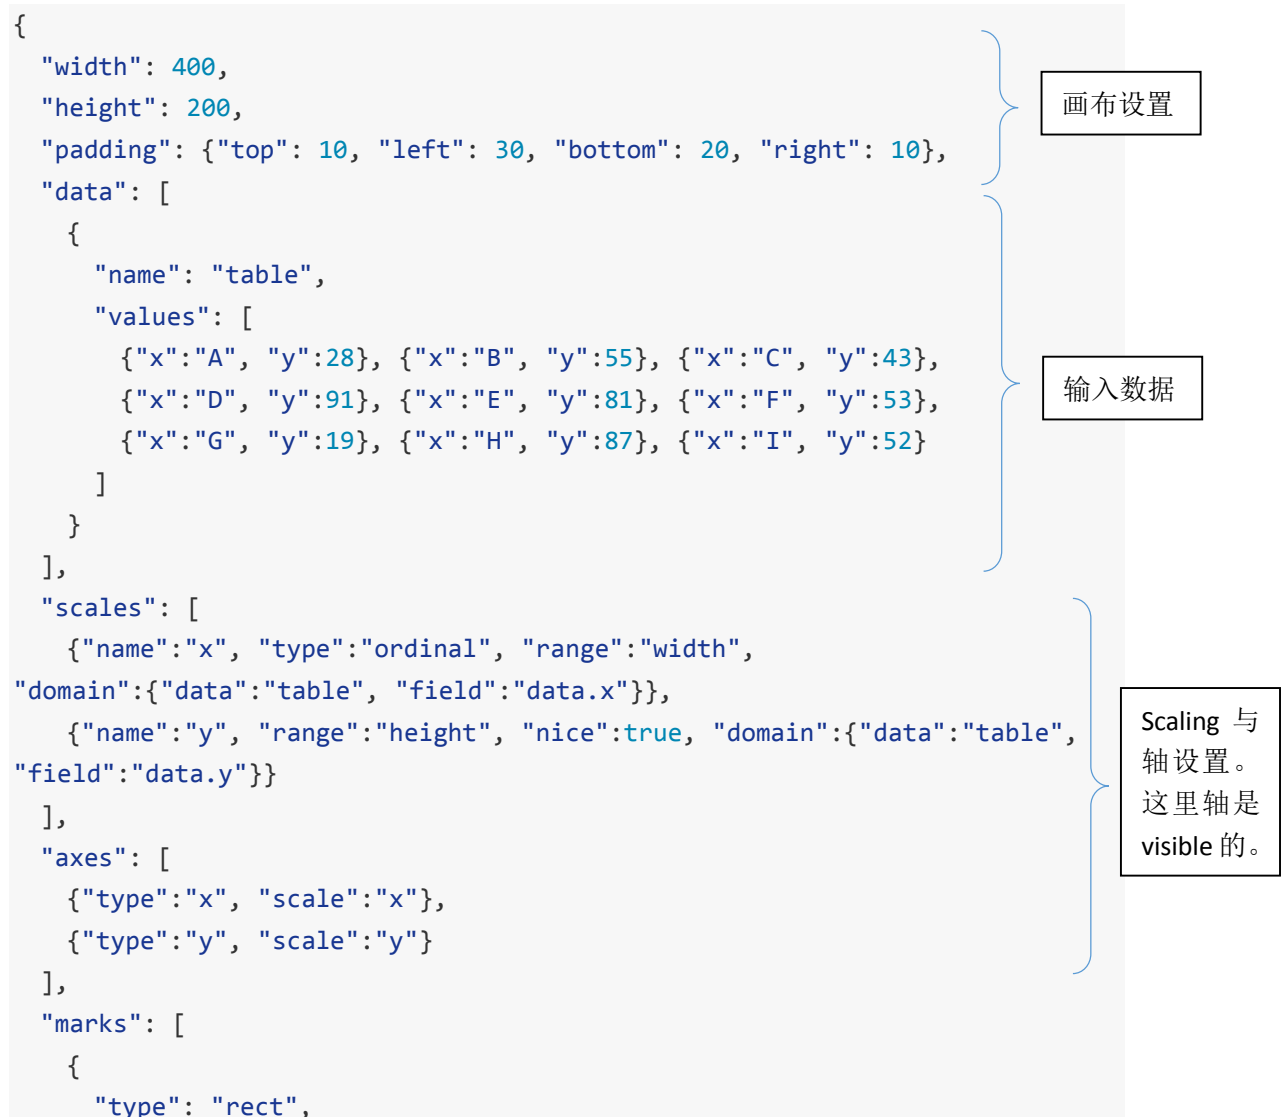 {
  "width": 400,
  "height": 200,
  "padding": {"top": 10, "left": 30, "bottom": 20, "right": 10},
画布设置
  "data": [
    {
      "name": "table",
      "values": [
        {"x":"A", "y":28}, {"x":"B", "y":55}, {"x":"C", "y":43},
        {"x":"D", "y":91}, {"x":"E", "y":81}, {"x":"F", "y":53},
        {"x":"G", "y":19}, {"x":"H", "y":87}, {"x":"I", "y":52}
      ]
    }
  ],
输入数据
  "scales": [
    {"name":"x", "type":"ordinal", "range":"width",
"domain":{"data":"table", "field":"data.x"}},
    {"name":"y", "range":"height", "nice":true, "domain":{"data":"table",
"field":"data.y"}}
  ],
  "axes": [
    {"type":"x", "scale":"x"},
    {"type":"y", "scale":"y"}
  ],
Scaling 与
轴设置。
这里轴是
visible 的。
  "marks": [
    {
      "type": "rect",